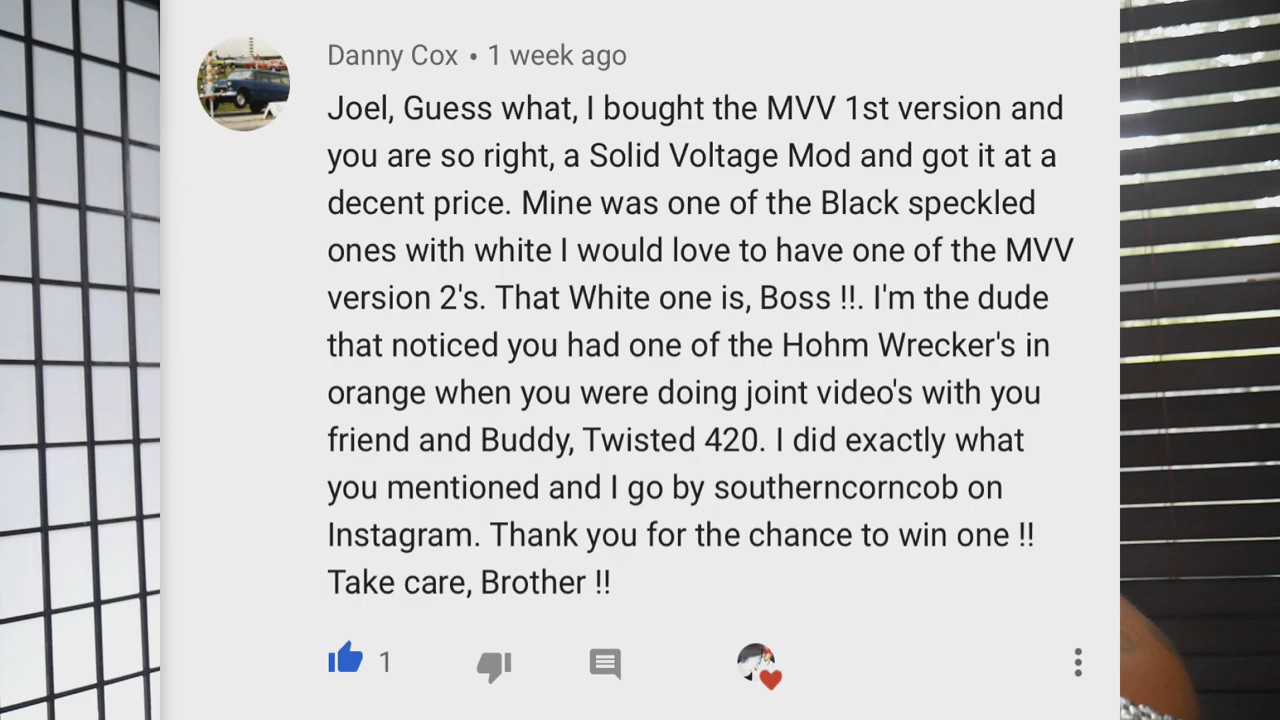 Danny Cox • 1 week ago
Joel, Guess what, I bought the MVV 1st version and
you are so right, a Solid Voltage Mod and got it at a
decent price. Mine was one of the Black speckled
ones with white I would love to have one of the MVV
version 2's. That White one is, Boss !!. I'm the dude
that noticed you had one of the Hohm Wrecker's in
orange when you were doing joint video's with you
friend and Buddy, Twisted 420. I did exactly what
you mentioned and I go by southerncorncob on
Instagram. Thank you for the chance to win one !!
Take care, Brother !!
1